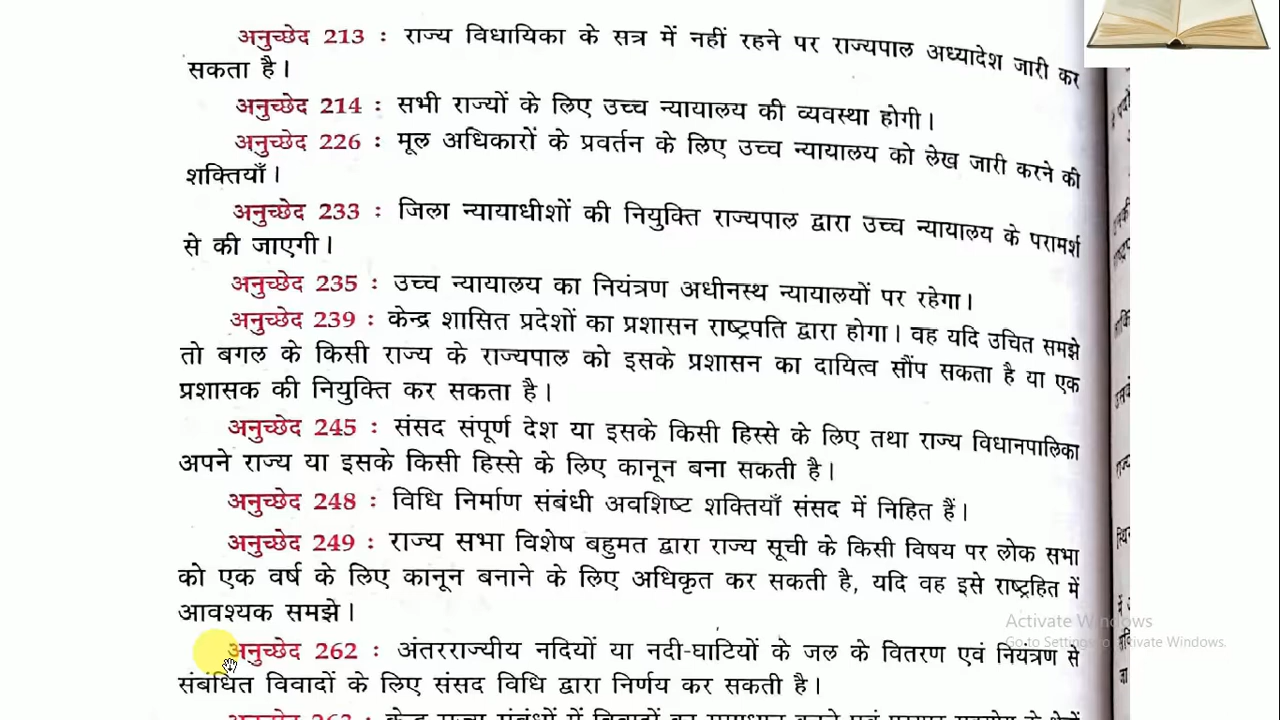 अनुच्छेद 213 : राज्य विधायिका के सत्र में नहीं रहने पर राज्यपाल अध्यादेश जारी कर
सकता है।
अनुच्छेद 214 : सभी राज्यों के लिए उच्च न्यायालय की व्यवस्था होगी।
अनुच्छेद 226 : मूल अधिकारों के प्रवर्तन के लिए उच्च न्यायालय को लेख जारी करने की
शक्तियाँ।
अनुच्छेद 233 : जिला न्यायाधीशों की नियुक्ति राज्यपाल द्वारा उच्च न्यायालय के परामर्श
से की जाएगी।
अनुच्छेद 235 : उच्च न्यायालय का नियंत्रण अधीनस्थ न्यायालयों पर रहेगा।
अनुच्छेद 239 : केन्द्र शासित प्रदेशों का प्रशासन राष्ट्रपति द्वारा होगा। वह यदि उचित समझे
तो बगल के किसी राज्य के राज्यपाल को इसके प्रशासन का दायित्व सौंप सकता है या एक
प्रशासक की नियुक्ति कर सकता है।
अनुच्छेद 245 : संसद संपूर्ण देश या इसके किसी हिस्से के लिए तथा राज्य विधानपालिका
अपने राज्य या इसके किसी हिस्से के लिए कानून बना सकती है।
अनुच्छेद 248 : विधि निर्माण संबंधी अवशिष्ट शक्तियाँ संसद में निहित हैं।
अनुच्छेद 249 : राज्य सभा विशेष बहुमत द्वारा राज्य सूची के किसी विषय पर लोक सभा
को एक वर्ष के लिए कानून बनाने के लिए अधिकृत कर सकती है, यदि वह इसे राष्ट्रहित में
आवश्यक समझे।
Activate Windows
Go to Settings to Activate Windows.
अनुच्छेद 262 : अंतरराज्यीय नदियों या नदी-घाटियों के जल के वितरण एवं नियंत्रण से
संबंधित विवादों के लिए संसद विधि द्वारा निर्णय कर सकती है।